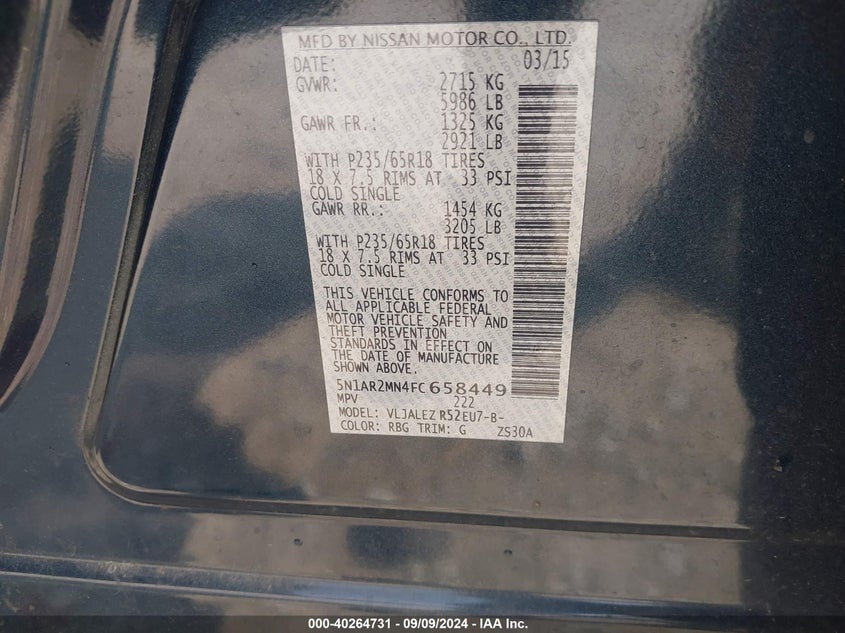 MFD BY NISSAN MOTOR CO., LTD.
DATE: 03/15
GVWR: 2715 KG
5986 LB
GAWR FR.: 1325 KG
2921 LB
WITH P235/65R18 TIRES
18 X 7.5 RIMS AT 33 PSI
COLD SINGLE
GAWR RR.: 1454 KG
3205 LB
WITH P235/65R18 TIRES
18 X 7.5 RIMS AT 33 PSI
COLD SINGLE
THIS VEHICLE CONFORMS TO
ALL APPLICABLE FEDERAL
MOTOR VEHICLE SAFETY AND
THEFT PREVENTION
STANDARDS IN EFFECT ON
THE DATE OF MANUFACTURE
SHOWN ABOVE.
5N1AR2MN4FC658449
MPV 222
MODEL: VLJALEZ R52EU7-B-
COLOR: RBG TRIM: G ZS30A
000-40264731 - 09/09/2024 - IAA Inc.